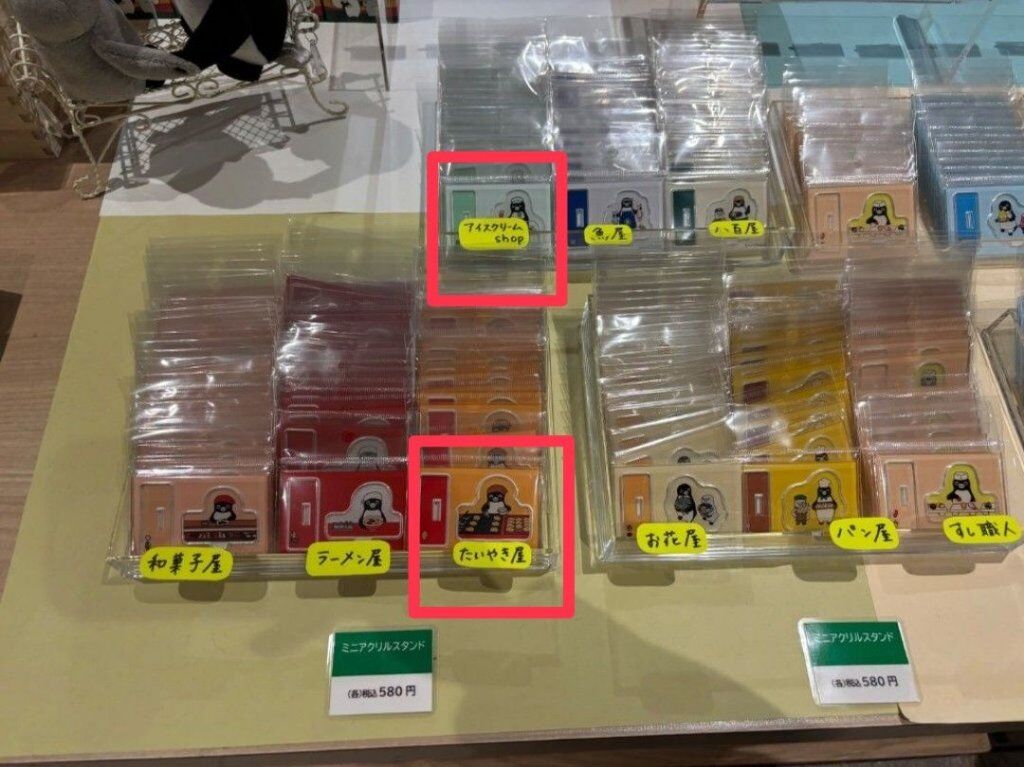 アイスクリーム
shop
魚屋
八百屋
和菓子屋
ラーメン屋
たいやき屋
お花屋
パン屋
すし職人
ミニアクリルスタンド
(各)税込580円
ミニアクリルスタンド
(各)税込580円